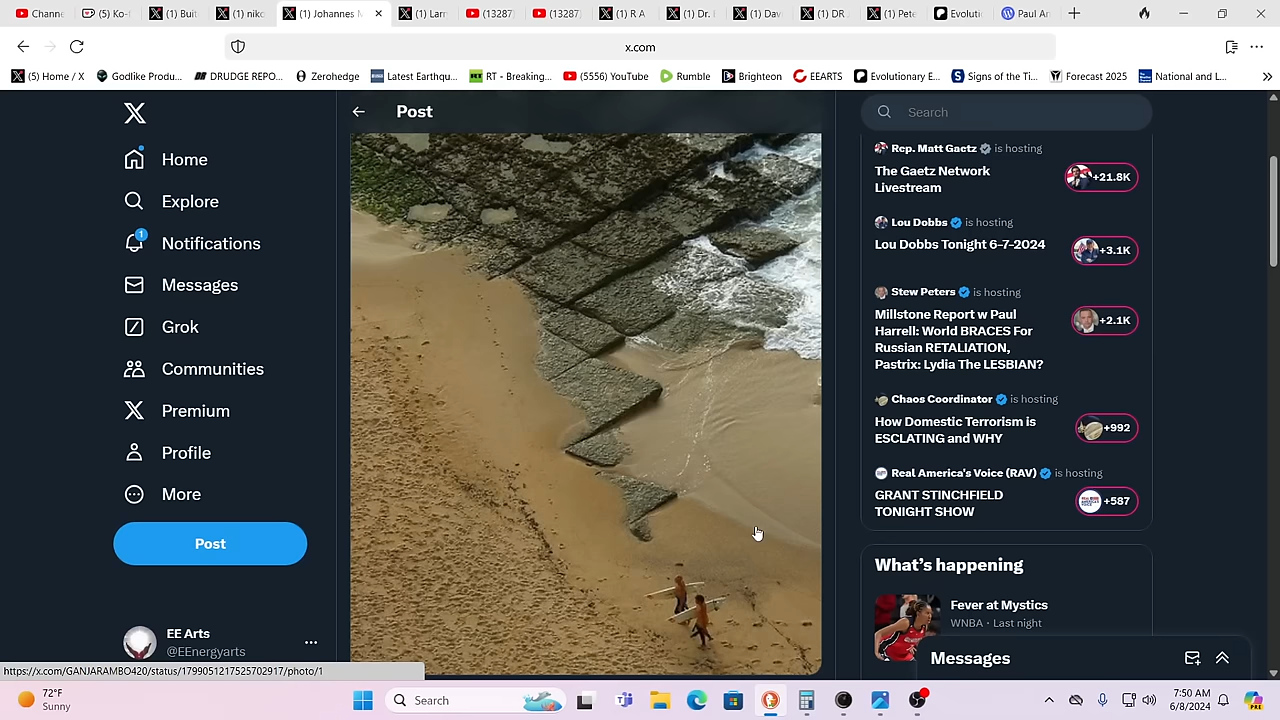 Chann
(5) Ko-
(1) Buit
(1) nik
(1) Johannes N
(1) Larr
(13287
(13287
(1) R A
(1) Dr.
(1) Dav
(1) DR
(1) Pete
Evoluti
Paul An
x.com
(5) Home / X
Godlike Produ...
DRUDGE REPO...
Zerohedge
Latest Earthqu...
RT - Breaking...
(5556) YouTube
Rumble
Brighteon
EEARTS
Evolutionary E...
Signs of the Ti...
Forecast 2025
National and L...
Home
Explore
1
Notifications
Messages
Grok
Communities
Premium
Profile
More
Post
EE Arts
@EEnergyarts
Post
Search
Rep. Matt Gaetz is hosting
The Gaetz Network
Livestream
+21.8K
Lou Dobbs is hosting
Lou Dobbs Tonight 6-7-2024
+3.1K
Stew Peters is hosting
Millstone Report w Paul
Harrell: World BRACES For
Russian RETALIATION,
Pastrix: Lydia The LESBIAN?
+2.1K
Chaos Coordinator is hosting
How Domestic Terrorism is
ESCLATING and WHY
+992
Real America's Voice (RAV) is hosting
GRANT STINCHFIELD
TONIGHT SHOW
+587
What's happening
Fever at Mystics
WNBA · Last night
Messages
https://x.com/GANJARAMBO420/status/1799051217525702917/photo/1
72°F
Sunny
Search
7:50 AM
6/8/2024